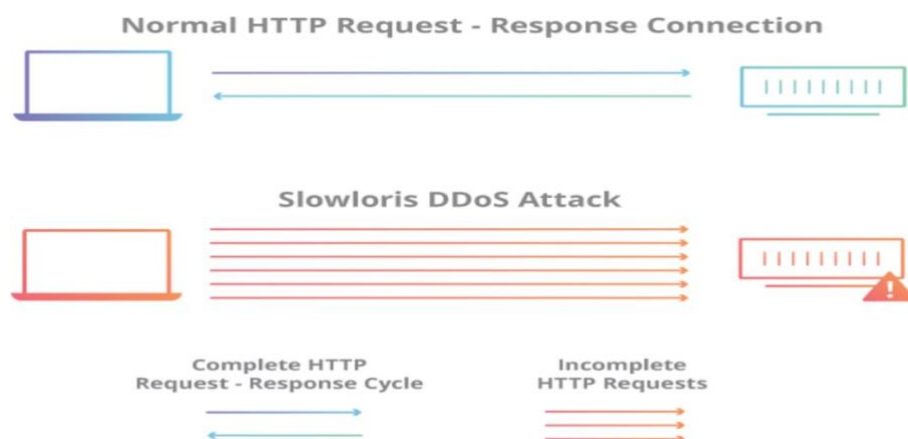 Normal HTTP Request - Response Connection
Slowloris DDoS Attack
Complete HTTP
Request - Response Cycle
Incomplete
HTTP Requests